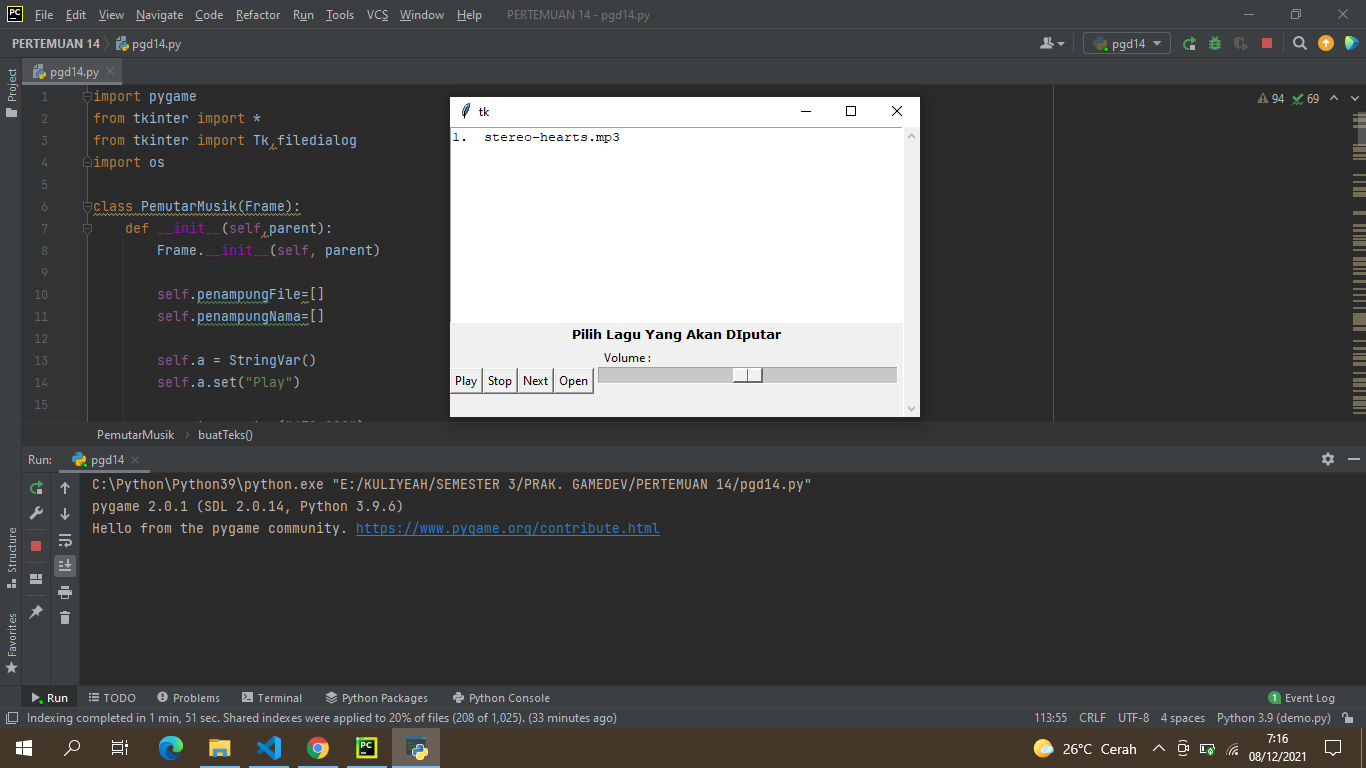 File Edit View Navigate Code Refactor Run Tools VCS Window Help PERTEMUAN 14 - pgd14.py
PERTEMUAN 14 pgd14.py pgd14
pgd14.py
Project
1 import pygame
2 from tkinter import *
3 from tkinter import Tk,filedialog
4 import os
5
6 class PemutarMusik(Frame):
7 def __init__(self,parent):
8 Frame.__init__(self, parent)
9
10 self.penampungFile=[]
11 self.penampungNama=[]
12
13 self.a = StringVar()
14 self.a.set("Play")
15
94 69
tk
1. stereo-hearts.mp3
Pilih Lagu Yang Akan DIputar
Volume :
Play Stop Next Open
PemutarMusik buatTeks()
Run: pgd14
C:\Python\Python39\python.exe "E:/KULIYEAH/SEMESTER 3/PRAK. GAMEDEV/PERTEMUAN 14/pgd14.py"
pygame 2.0.1 (SDL 2.0.14, Python 3.9.6)
Hello from the pygame community. https://www.pygame.org/contribute.html
Structure
Favorites
Run TODO Problems Terminal Python Packages Python Console 1 Event Log
Indexing completed in 1 min, 51 sec. Shared indexes were applied to 20% of files (208 of 1,025). (33 minutes ago) 113:55 CRLF UTF-8 4 spaces Python 3.9 (demo.py)
26°C Cerah 7:16
08/12/2021